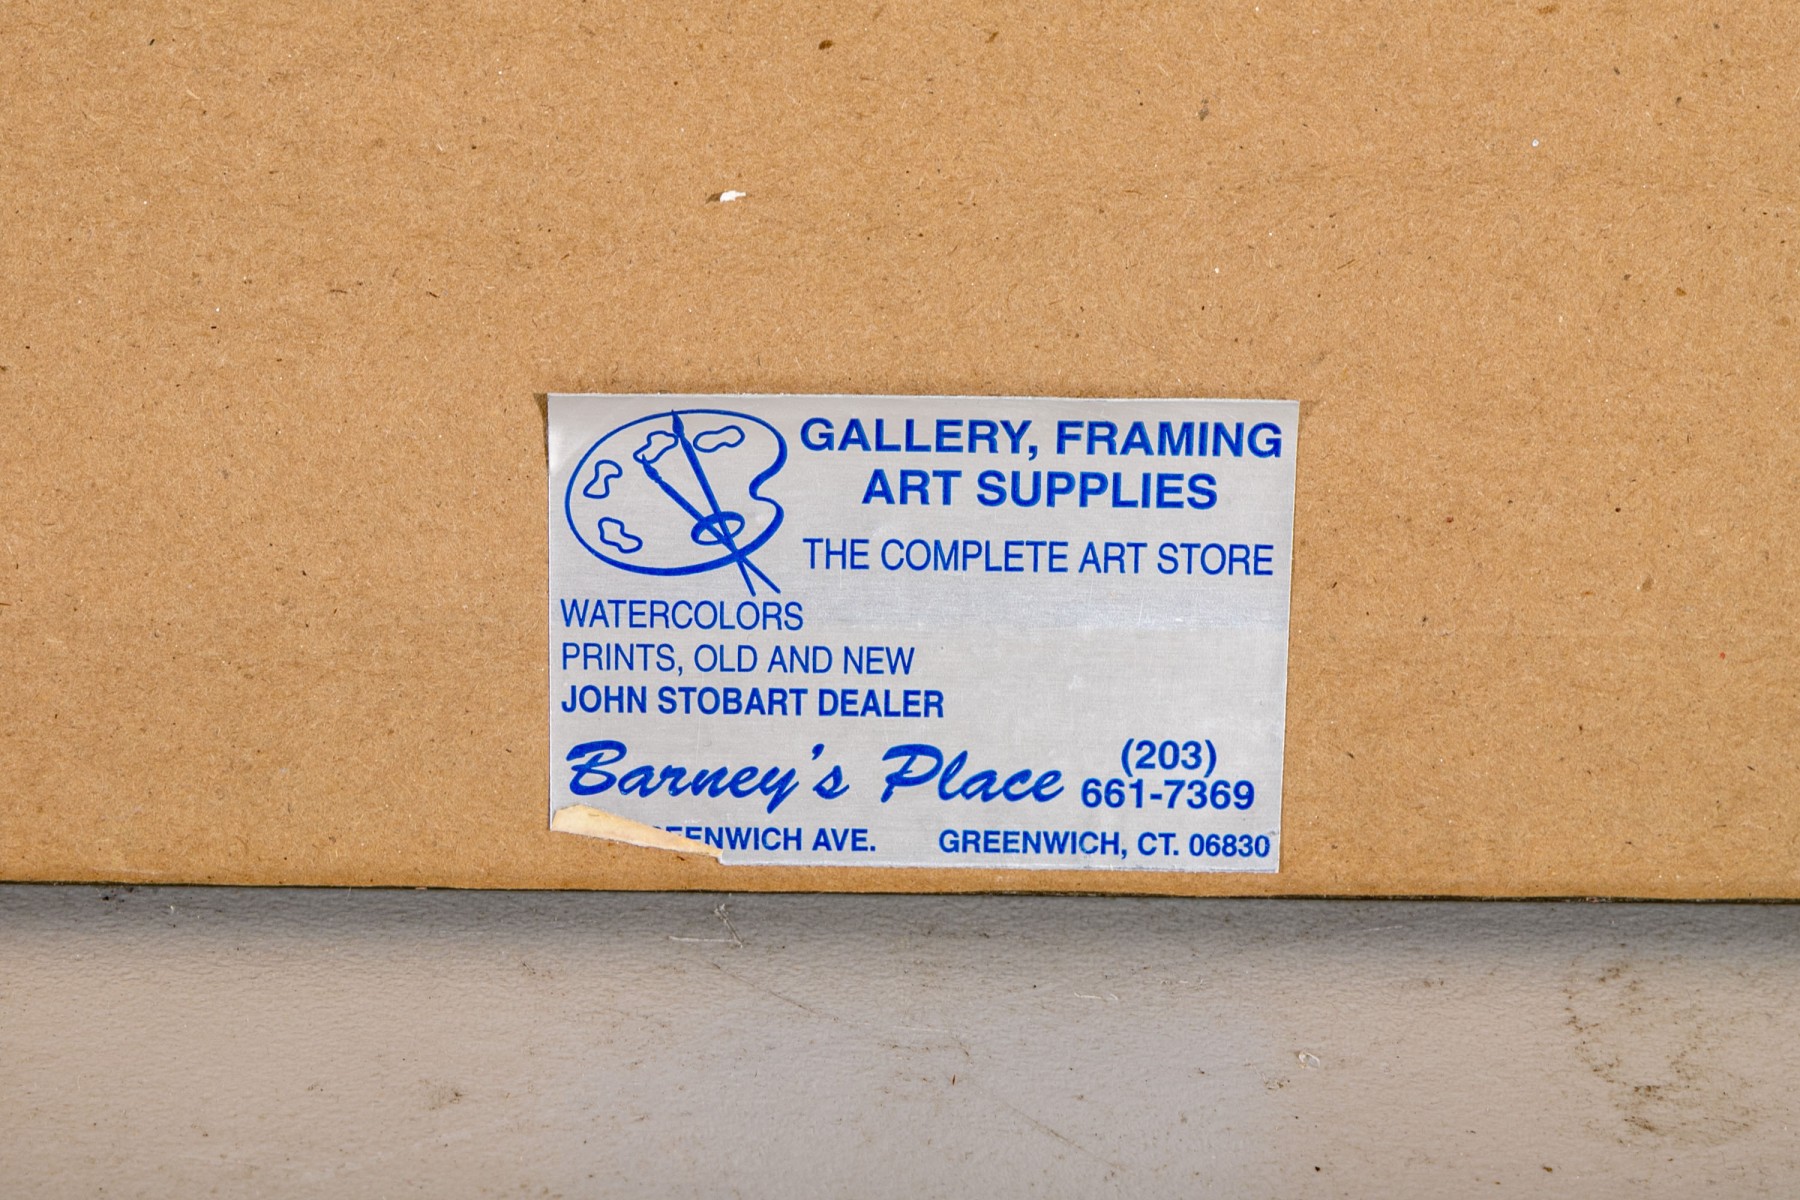 GALLERY, FRAMING
ART SUPPLIES
THE COMPLETE ART STORE
WATERCOLORS
PRINTS, OLD AND NEW
JOHN STOBART DEALER
Barney's Place (203) 661-7369
AVE. GREENWICH, CT. 06830